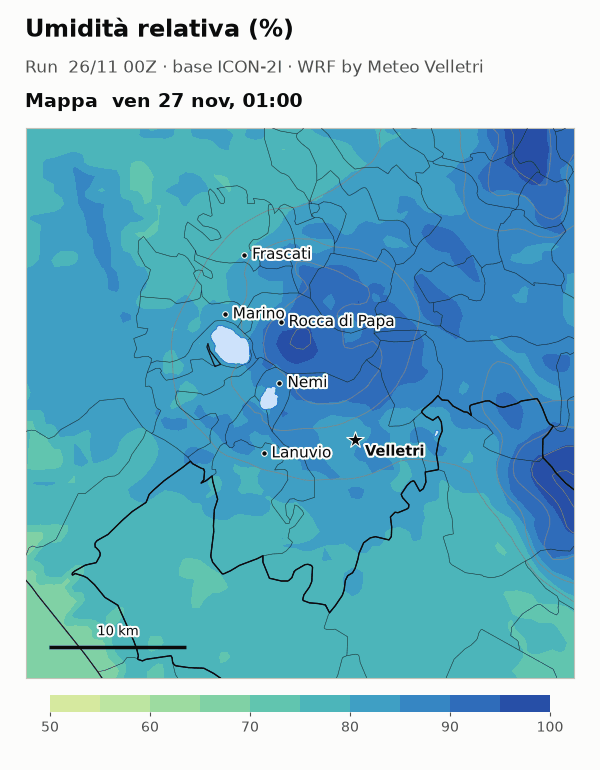 Umidità relativa (%)
Run  26/11 00Z · base ICON-2I · WRF by Meteo Velletri
Mappa  ven 27 nov, 01:00
Frascati
Marino
Rocca di Papa
Nemi
Velletri
Lanuvio
10 km
50 60 70 80 90 100